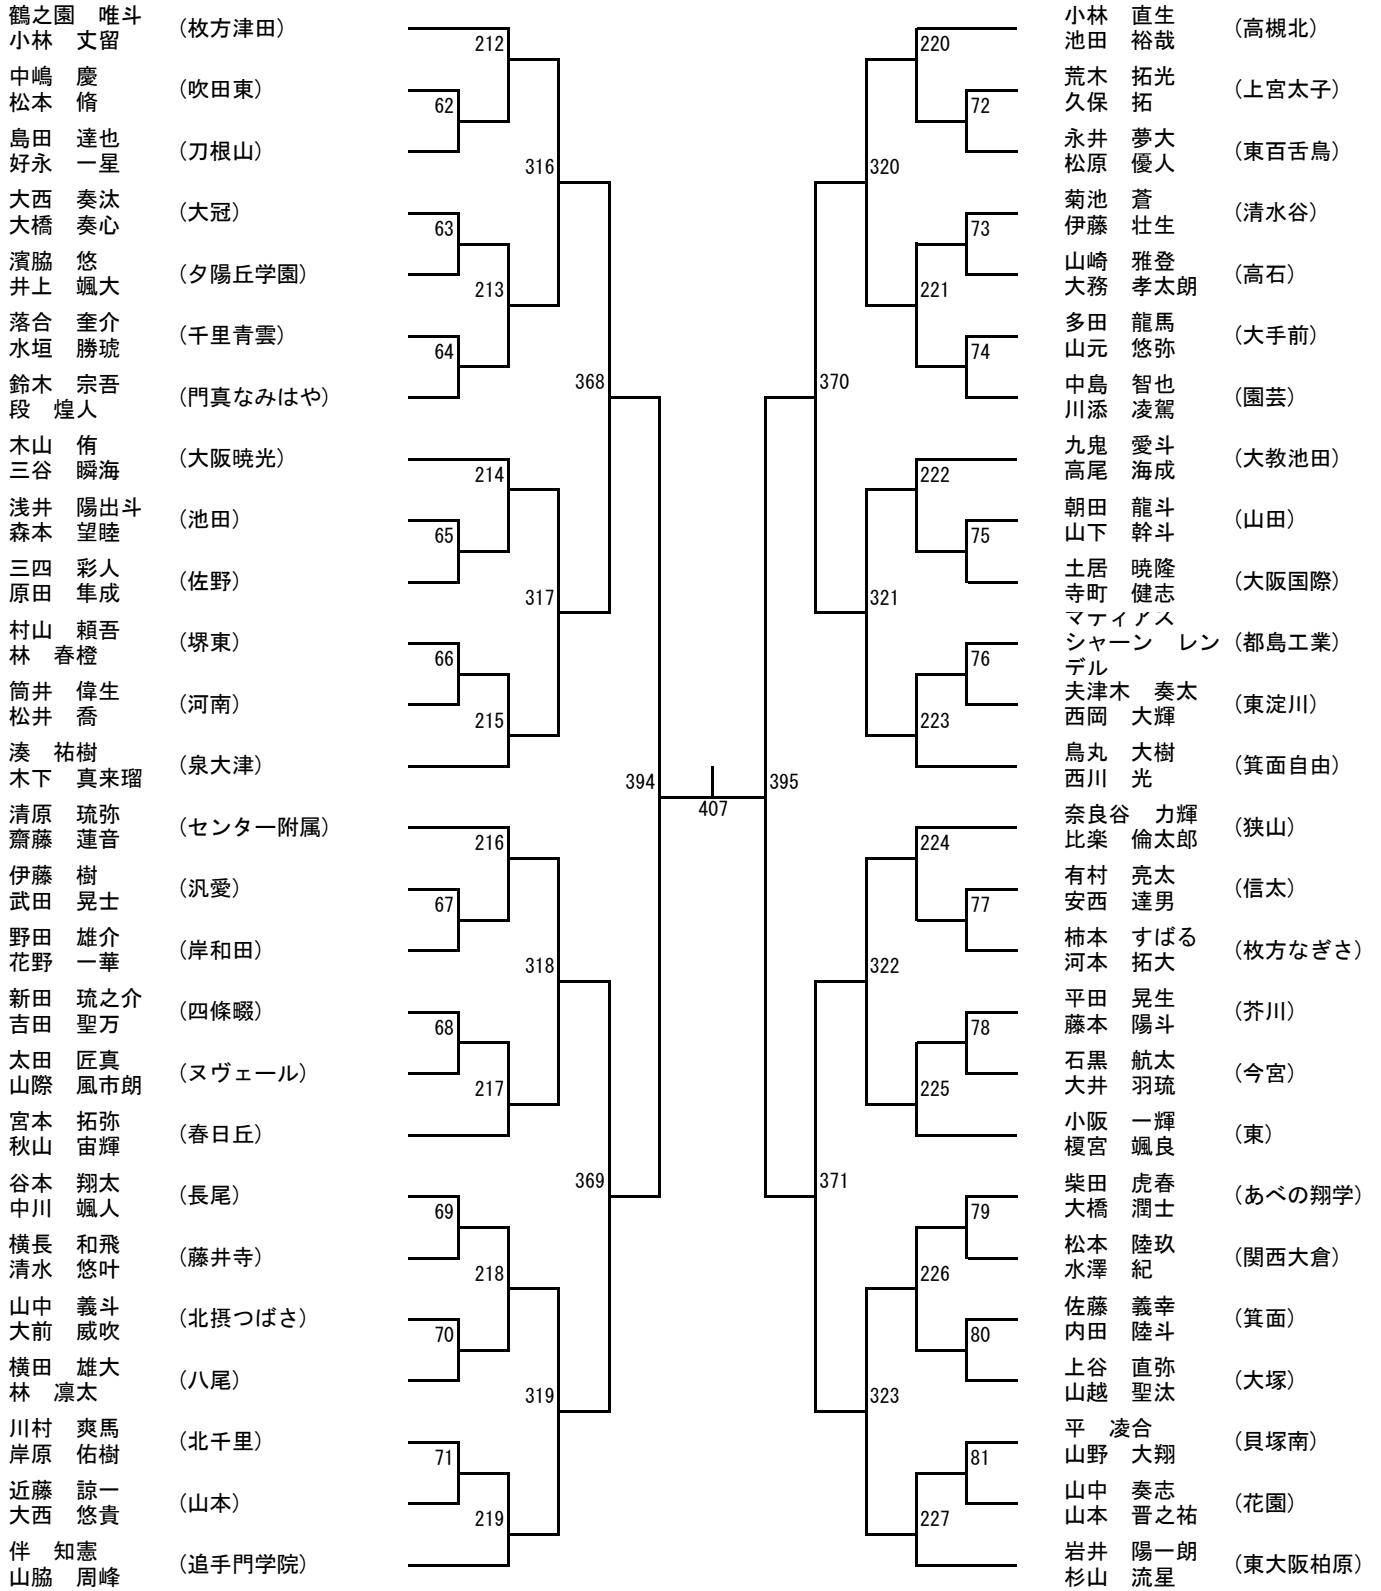 鶴之園　唯斗
小林　丈留
(枚方津田)
中嶋　慶
松本　脩
(吹田東)
島田　達也
好永　一星
(刀根山)
大西　奏汰
大橋　奏心
(大冠)
濱脇　悠
井上　颯大
(夕陽丘学園)
落合　奎介
水垣　勝琥
(千里青雲)
鈴木　宗吾
段　煌人
(門真なみはや)
木山　侑
三谷　瞬海
(大阪暁光)
浅井　陽出斗
森本　望睦
(池田)
三四　彩人
原田　隼成
(佐野)
村山　頼吾
林　春橙
(堺東)
筒井　偉生
松井　喬
(河南)
湊　祐樹
木下　真来瑠
(泉大津)
清原　琉弥
齋藤　蓮音
(センター附属)
伊藤　樹
武田　晃士
(汎愛)
野田　雄介
花野　一華
(岸和田)
新田　琉之介
吉田　聖万
(四條畷)
太田　匠真
山際　風市朗
(ヌヴェール)
宮本　拓弥
秋山　宙輝
(春日丘)
谷本　翔太
中川　颯人
(長尾)
横長　和飛
清水　悠叶
(藤井寺)
山中　義斗
大前　威吹
(北摂つばさ)
横田　雄大
林　凛太
(八尾)
川村　爽馬
岸原　佑樹
(北千里)
近藤　諒一
大西　悠貴
(山本)
伴　知憲
山脇　周峰
(追手門学院)
212
62
316
63
213
64
368
214
65
317
66
215
394
216
67
318
68
217
369
69
218
70
319
71
219
407
220
72
320
73
221
74
370
222
75
321
76
223
395
224
77
322
78
225
371
79
226
80
323
81
227
小林　直生
池田　裕哉
(高槻北)
荒木　拓光
久保　拓
(上宮太子)
永井　夢大
松原　優人
(東百舌鳥)
菊池　蒼
伊藤　壮生
(清水谷)
山崎　雅登
大務　孝太朗
(高石)
多田　龍馬
山元　悠弥
(大手前)
中島　智也
川添　凌駕
(園芸)
九鬼　愛斗
高尾　海成
(大教池田)
朝田　龍斗
山下　幹斗
(山田)
土居　暁隆
寺町　健志
(大阪国際)
マティアス
シャーン　レン
デル
(都島工業)
夫津木　奏太
西岡　大輝
(東淀川)
鳥丸　大樹
西川　光
(箕面自由)
奈良谷　力輝
比楽　倫太郎
(狭山)
有村　亮太
安西　達男
(信太)
柿本　すばる
河本　拓大
(枚方なぎさ)
平田　晃生
藤本　陽斗
(芥川)
石黒　航太
大井　羽琉
(今宮)
小阪　一輝
榎宮　颯良
(東)
柴田　虎春
大橋　潤士
(あべの翔学)
松本　陸玖
水澤　紀
(関西大倉)
佐藤　義幸
内田　陸斗
(箕面)
上谷　直弥
山越　聖汰
(大塚)
平　凌合
山野　大翔
(貝塚南)
山中　奏志
山本　晋之祐
(花園)
岩井　陽一朗
杉山　流星
(東大阪柏原)